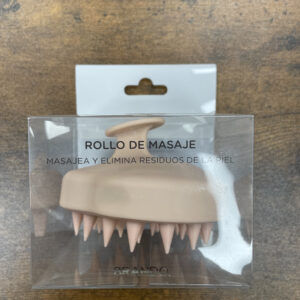 ROLLO DE MASAJE
MASAJEA Y ELIMINA RESIDUOS DE LA PIEL